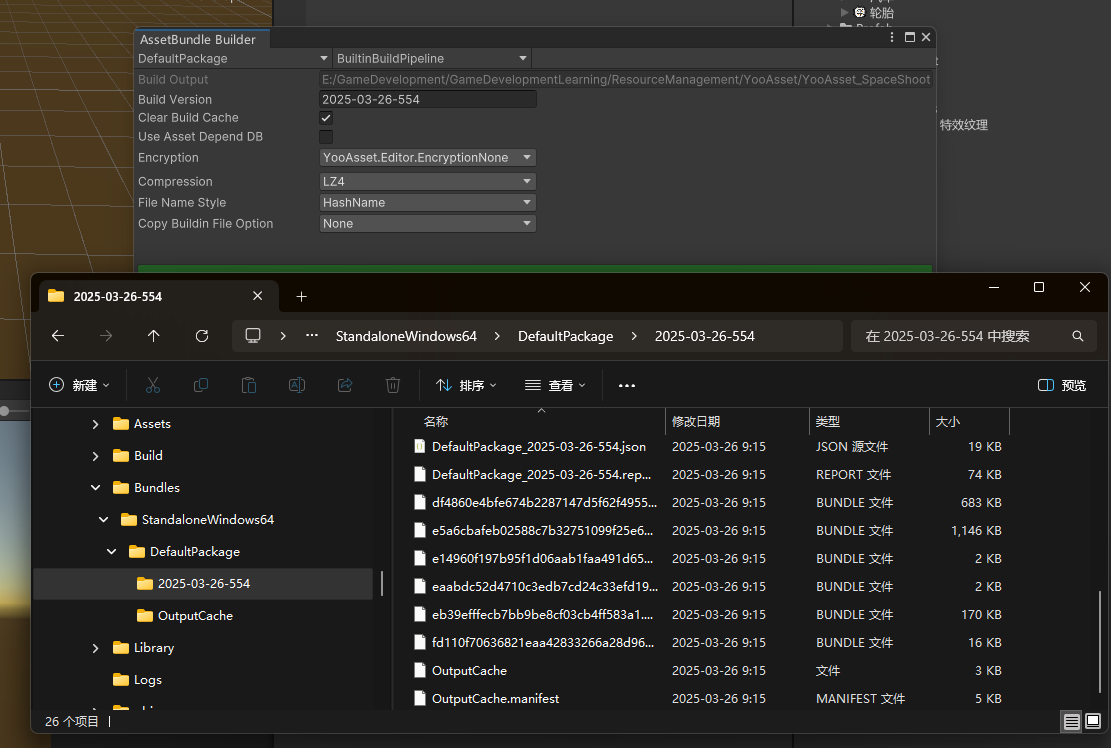 轮胎
AssetBundle Builder
DefaultPackage BuiltinBuildPipeline
Build Output E:/GameDevelopment/GameDevelopmentLearning/ResourceManagement/YooAsset/YooAsset_SpaceShoot
Build Version 2025-03-26-554
Clear Build Cache
特效纹理
Use Asset Depend DB
Encryption YooAsset.Editor.EncryptionNone
Compression LZ4
File Name Style HashName
Copy Buildin File Option None
2025-03-26-554
StandaloneWindows64 DefaultPackage 2025-03-26-554 在 2025-03-26-554 中搜索
新建 排序 查看 预览
Assets
Build
Bundles
StandaloneWindows64
DefaultPackage
2025-03-26-554
OutputCache
Library
Logs
名称 修改日期 类型 大小
DefaultPackage_2025-03-26-554.json 2025-03-26 9:15 JSON 源文件 19 KB
DefaultPackage_2025-03-26-554.rep... 2025-03-26 9:15 REPORT 文件 74 KB
df4860e4bfe674b2287147d5f62f4955... 2025-03-26 9:15 BUNDLE 文件 683 KB
e5a6cbafeb02588c7b32751099f25e6... 2025-03-26 9:15 BUNDLE 文件 1,146 KB
e14960f197b95f1d06aab1faa491d65... 2025-03-26 9:15 BUNDLE 文件 2 KB
eaabdc52d4710c3edb7cd24c33efd19... 2025-03-26 9:15 BUNDLE 文件 2 KB
eb39efffecb7bb9be8cf03cb4ff583a1.... 2025-03-26 9:15 BUNDLE 文件 170 KB
fd110f70636821eaa42833266a28d96... 2025-03-26 9:15 BUNDLE 文件 16 KB
OutputCache 2025-03-26 9:15 文件 3 KB
OutputCache.manifest 2025-03-26 9:15 MANIFEST 文件 5 KB
26 个项目